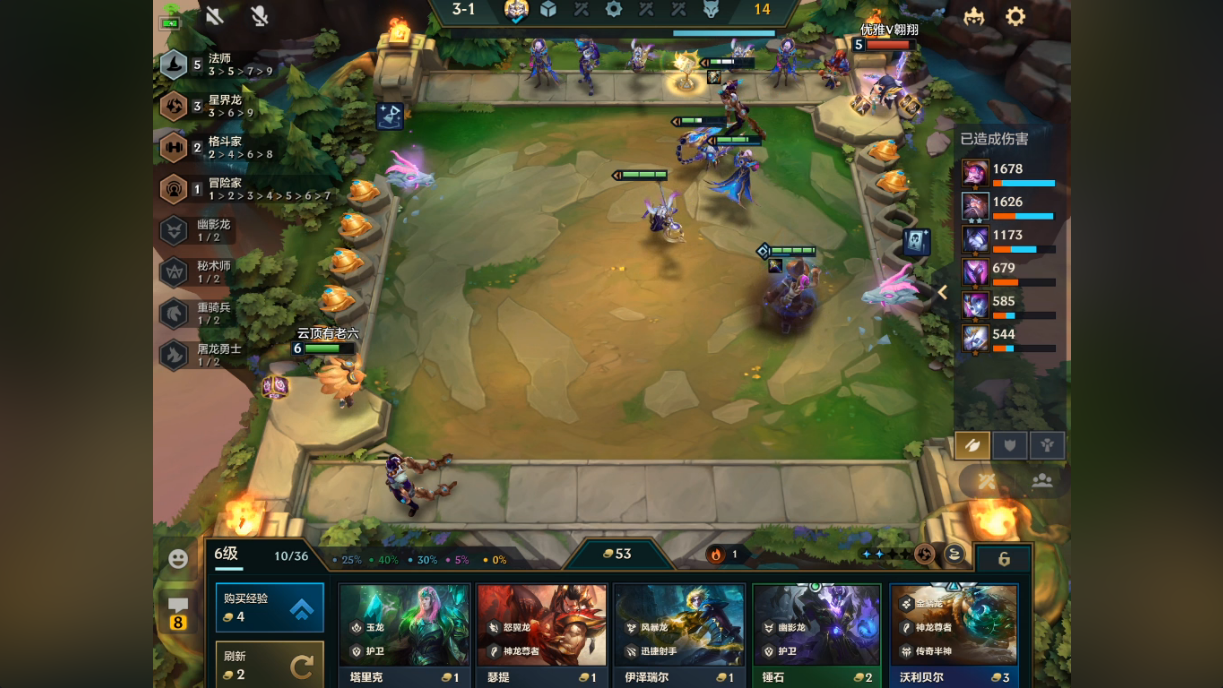 3-1
14
优雅V翱翔
5
5 法师
3 > 5 > 7 > 9
3 星界龙
3 > 6 > 9
2 格斗家
2 > 4 > 6 > 8
1 冒险家
1 > 2 > 3 > 4 > 5 > 6 > 7
幽影龙
1 / 2
秘术师
1 / 2
重骑兵
1 / 2
屠龙勇士
1 / 2
云顶有老六
6
已造成伤害
1678
1626
1173
679
585
544
6级
10/36
25% 40% 30% 5% 0%
53
1
购买经验
4
刷新
2
8
玉龙
护卫
塔里克 1
怒翼龙
神龙尊者
瑟提 1
风暴龙
迅捷射手
伊泽瑞尔 1
幽影龙
护卫
锤石 2
金鳞龙
神龙尊者
传奇半神
沃利贝尔 3